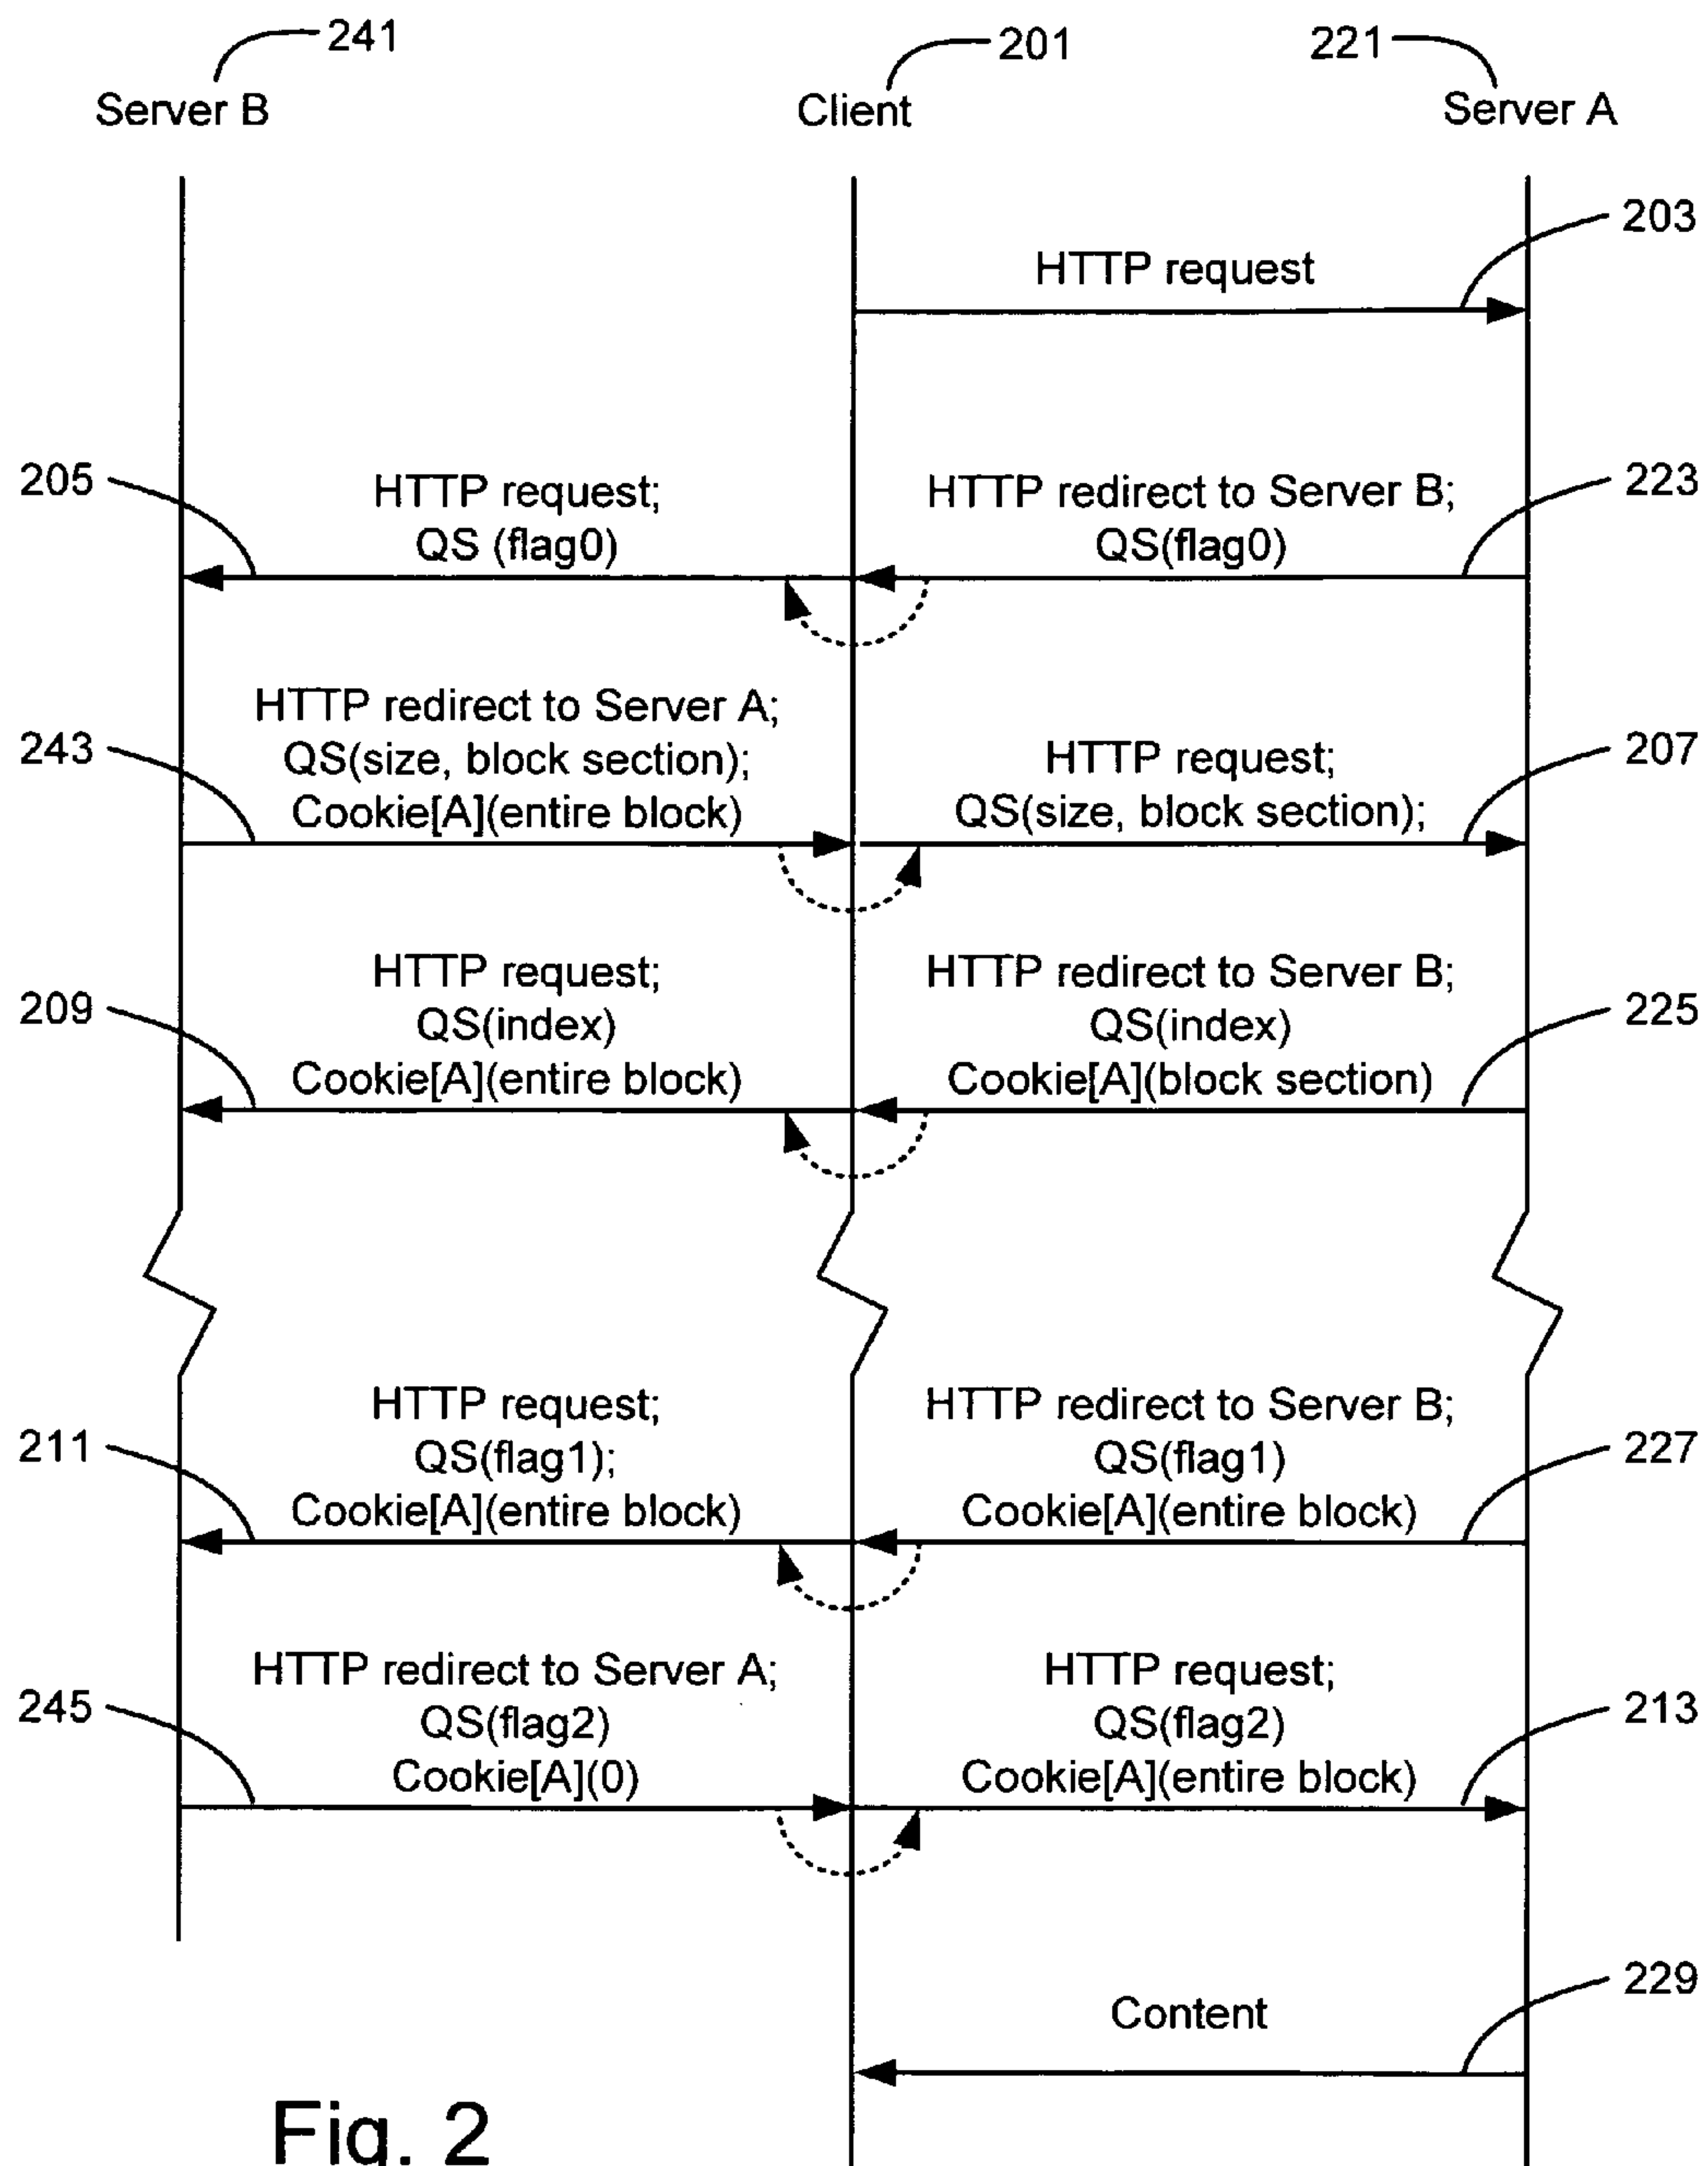 241
201
221
Server B
Client
Server A
203
HTTP request
205
HTTP request;
QS (flag0)
HTTP redirect to Server B;
QS(flag0)
223
243
HTTP redirect to Server A;
QS(size, block section);
Cookie[A](entire block)
HTTP request;
QS(size, block section);
207
209
HTTP request;
QS(index)
Cookie[A](entire block)
HTTP redirect to Server B;
QS(index)
Cookie[A](block section)
225
211
HTTP request;
QS(flag1);
Cookie[A](entire block)
HTTP redirect to Server B;
QS(flag1)
Cookie[A](entire block)
227
245
HTTP redirect to Server A;
QS(flag2)
Cookie[A](0)
HTTP request;
QS(flag2)
Cookie[A](entire block)
213
229
Content
Fig. 2